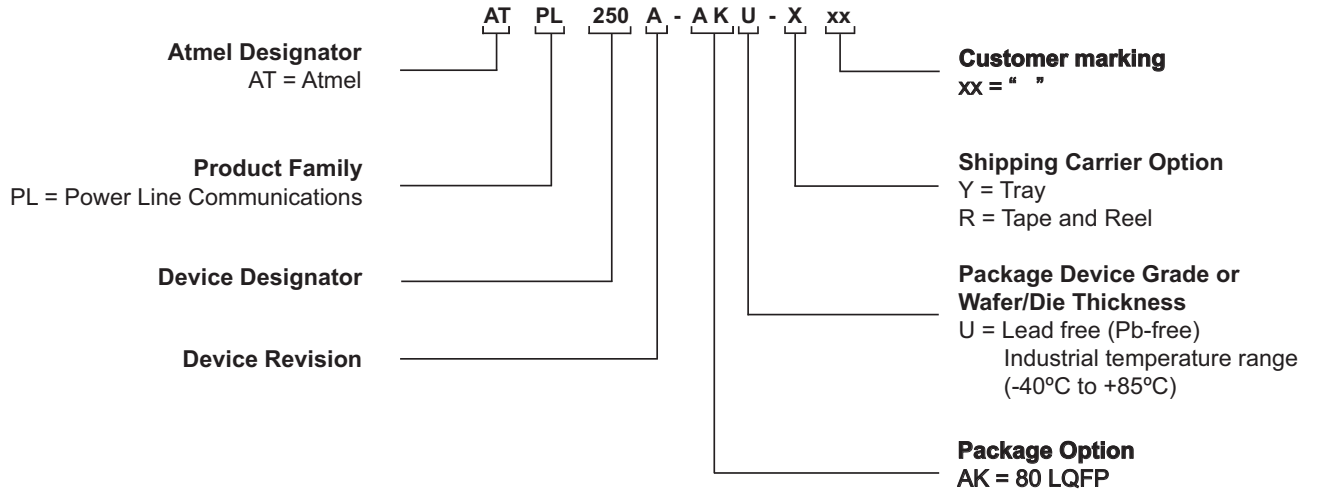 AT PL 250 A - A K U - X xx
Atmel Designator
AT = Atmel
Product Family
PL = Power Line Communications
Device Designator
Device Revision
Customer marking
xx = “ ”
Shipping Carrier Option
Y = Tray
R = Tape and Reel
Package Device Grade or
Wafer/Die Thickness
U = Lead free (Pb-free)
Industrial temperature range
(-40ºC to +85ºC)
Package Option
AK = 80 LQFP